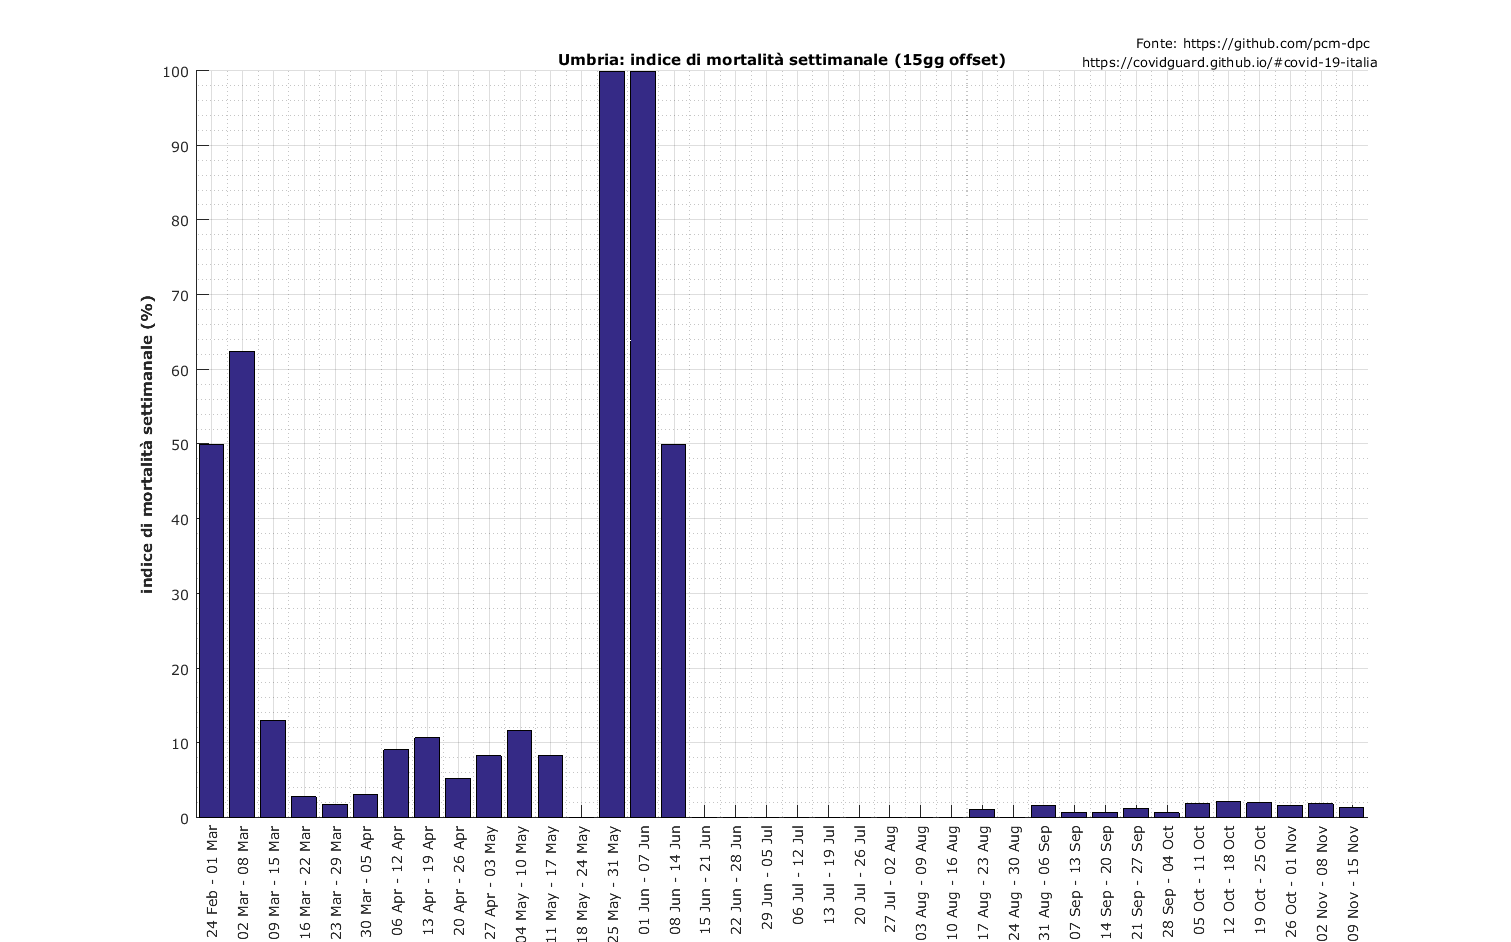 Fonte: https://github.com/pcm-dpc
https://covidguard.github.io/#covid-19-italia
Umbria: indice di mortalità settimanale (15gg offset)
indice di mortalità settimanale (%)
100
90
80
70
60
50
40
30
20
10
0
24 Feb - 01 Mar
02 Mar - 08 Mar
09 Mar - 15 Mar
16 Mar - 22 Mar
23 Mar - 29 Mar
30 Mar - 05 Apr
06 Apr - 12 Apr
13 Apr - 19 Apr
20 Apr - 26 Apr
27 Apr - 03 May
04 May - 10 May
11 May - 17 May
18 May - 24 May
25 May - 31 May
01 Jun - 07 Jun
08 Jun - 14 Jun
15 Jun - 21 Jun
22 Jun - 28 Jun
29 Jun - 05 Jul
06 Jul - 12 Jul
13 Jul - 19 Jul
20 Jul - 26 Jul
27 Jul - 02 Aug
03 Aug - 09 Aug
10 Aug - 16 Aug
17 Aug - 23 Aug
24 Aug - 30 Aug
31 Aug - 06 Sep
07 Sep - 13 Sep
14 Sep - 20 Sep
21 Sep - 27 Sep
28 Sep - 04 Oct
05 Oct - 11 Oct
12 Oct - 18 Oct
19 Oct - 25 Oct
26 Oct - 01 Nov
02 Nov - 08 Nov
09 Nov - 15 Nov